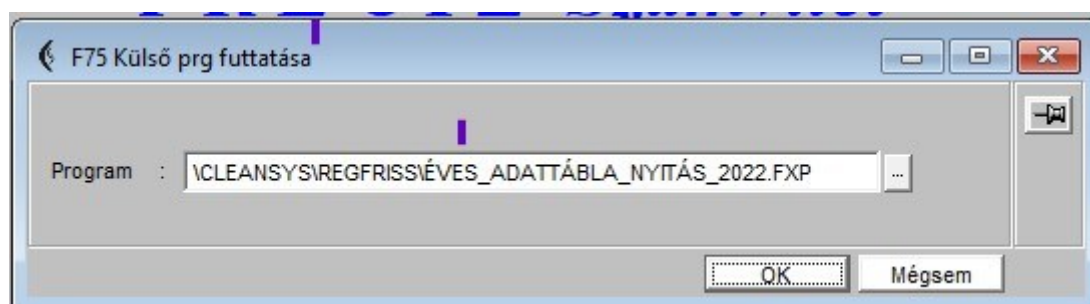 F75 Külső prg futtatása
Program : \CLEANSYS\REGFRISS\ÉVES_ADATTÁBLA_NYITÁS_2022.FXP ...
OK Mégsem